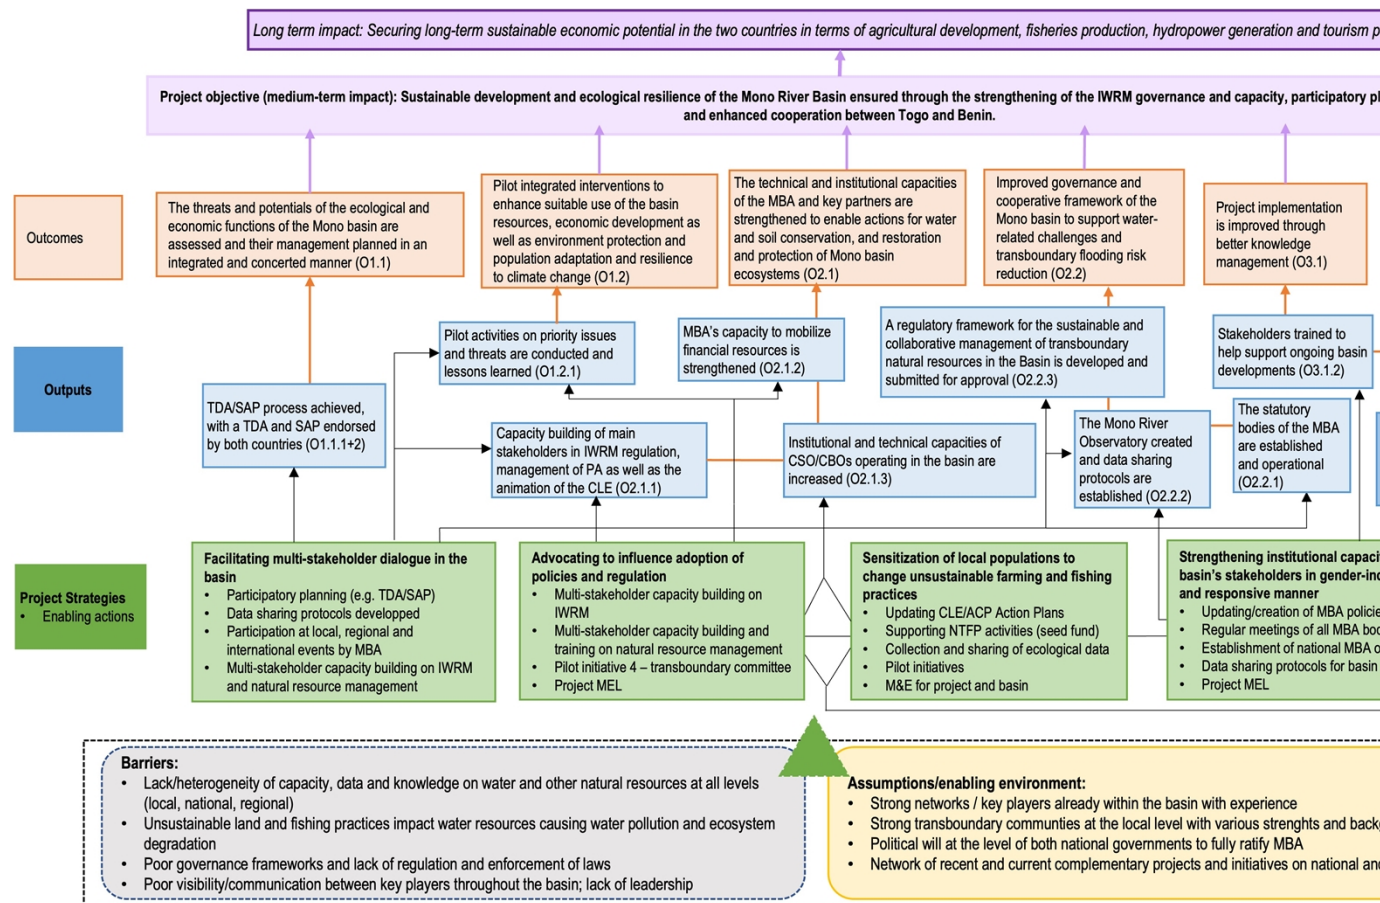 Long term impact: Securing long-term sustainable economic potential in the two countries in terms of agricultural development, fisheries production, hydropower generation and tourism p
Project objective (medium-term impact): Sustainable development and ecological resilience of the Mono River Basin ensured through the strengthening of the IWRM governance and capacity, participatory pl
and enhanced cooperation between Togo and Benin.
Outcomes
The threats and potentials of the ecological and
economic functions of the Mono basin are
assessed and their management planned in an
integrated and concerted manner (O1.1)
Pilot integrated interventions to
enhance suitable use of the basin
resources, economic development as
well as environment protection and
population adaptation and resilience
to climate change (O1.2)
The technical and institutional capacities
of the MBA and key partners are
strengthened to enable actions for water
and soil conservation, and restoration
and protection of Mono basin
ecosystems (O2.1)
Improved governance and
cooperative framework of the
Mono basin to support water-
related challenges and
transboundary flooding risk
reduction (O2.2)
Project implementation
is improved through
better knowledge
management (O3.1)
Outputs
TDA/SAP process achieved,
with a TDA and SAP endorsed
by both countries (O1.1.1+2)
Pilot activities on priority issues
and threats are conducted and
lessons learned (O1.2.1)
MBA's capacity to mobilize
financial resources is
strengthened (O2.1.2)
A regulatory framework for the sustainable and
collaborative management of transboundary
natural resources in the Basin is developed and
submitted for approval (O2.2.3)
Stakeholders trained to
help support ongoing basin
developments (O3.1.2)
Capacity building of main
stakeholders in IWRM regulation,
management of PA as well as the
animation of the CLE (O2.1.1)
Institutional and technical capacities of
CSO/CBOs operating in the basin are
increased (O2.1.3)
The Mono River
Observatory created
and data sharing
protocols are
established (O2.2.2)
The statutory
bodies of the MBA
are established
and operational
(O2.2.1)
Project Strategies
• Enabling actions
Facilitating multi-stakeholder dialogue in the
basin
• Participatory planning (e.g. TDA/SAP)
• Data sharing protocols developped
• Participation at local, regional and
international events by MBA
• Multi-stakeholder capacity building on IWRM
and natural resource management
Advocating to influence adoption of
policies and regulation
• Multi-stakeholder capacity building on
IWRM
• Multi-stakeholder capacity building and
training on natural resource management
• Pilot initiative 4 – transboundary committee
• Project MEL
Sensitization of local populations to
change unsustainable farming and fishing
practices
• Updating CLE/ACP Action Plans
• Supporting NTFP activities (seed fund)
• Collection and sharing of ecological data
• Pilot initiatives
• M&E for project and basin
Strengthening institutional capaci
basin's stakeholders in gender-inc
and responsive manner
• Updating/creation of MBA policie
• Regular meetings of all MBA boo
• Establishment of national MBA o
• Data sharing protocols for basin
• Project MEL
Barriers:
• Lack/heterogeneity of capacity, data and knowledge on water and other natural resources at all levels
(local, national, regional)
• Unsustainable land and fishing practices impact water resources causing water pollution and ecosystem
degradation
• Poor governance frameworks and lack of regulation and enforcement of laws
• Poor visibility/communication between key players throughout the basin; lack of leadership
Assumptions/enabling environment:
• Strong networks / key players already within the basin with experience
• Strong transboundary communties at the local level with various strenghts and backg
• Political will at the level of both national governments to fully ratify MBA
• Network of recent and current complementary projects and initiatives on national an